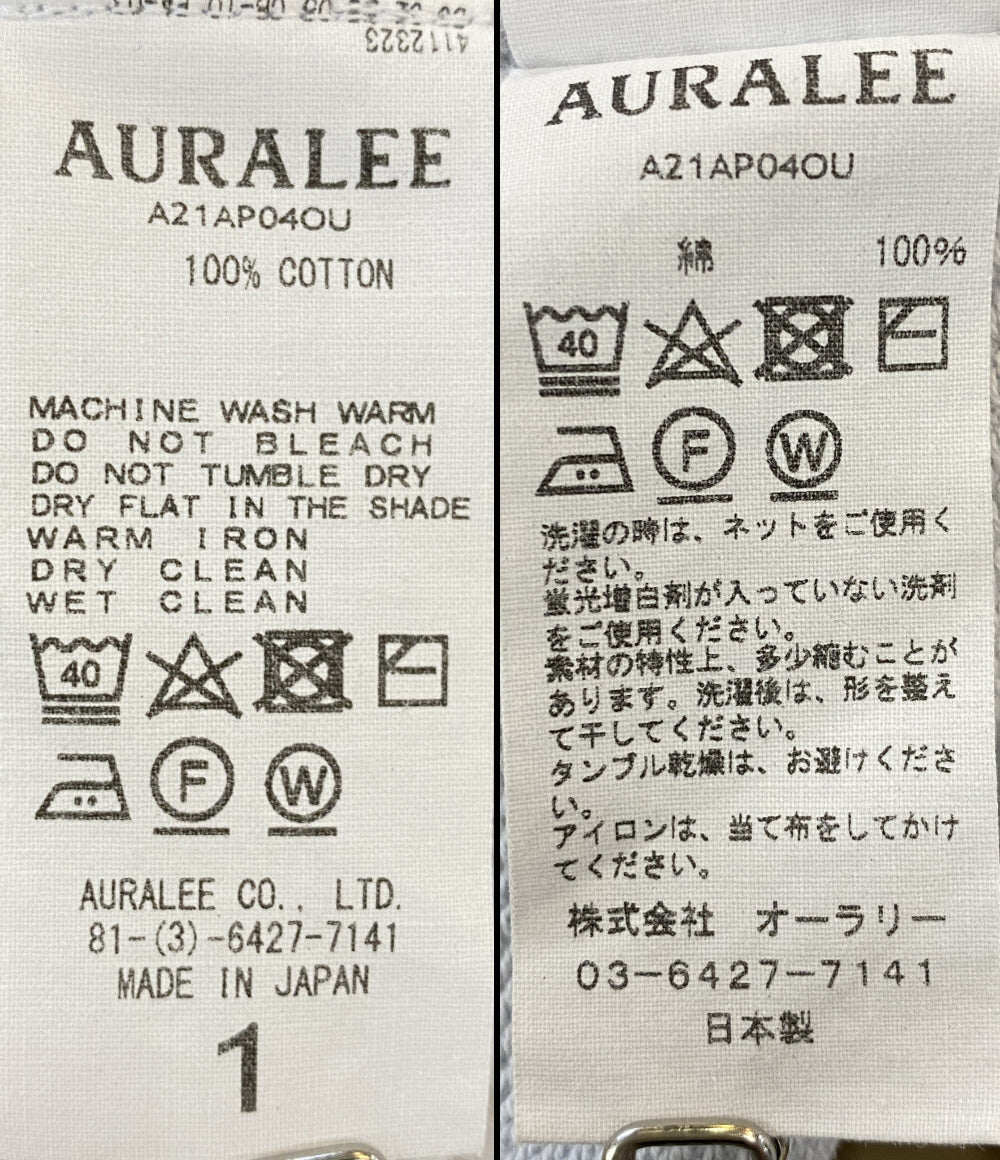 4112323
AURALEE
A21AP04OU
100% COTTON
MACHINE WASH WARM
DO NOT BLEACH
DO NOT TUMBLE DRY
DRY FLAT IN THE SHADE
WARM IRON
DRY CLEAN
WET CLEAN
40
F W
AURALEE CO., LTD.
81-(3)-6427-7141
MADE IN JAPAN
1
AURALEE
A21AP04OU
綿 100%
40
F W
洗濯の時は、ネットをご使用く
ださい。
蛍光増白剤が入っていない洗剤
をご使用ください。
素材の特性上、多少縮むことが
あります。洗濯後は、形を整え
て干してください。
タンブル乾燥は、お避けくださ
い。
アイロンは、当て布をしてかけ
てください。
株式会社 オーラリー
03-6427-7141
日本製